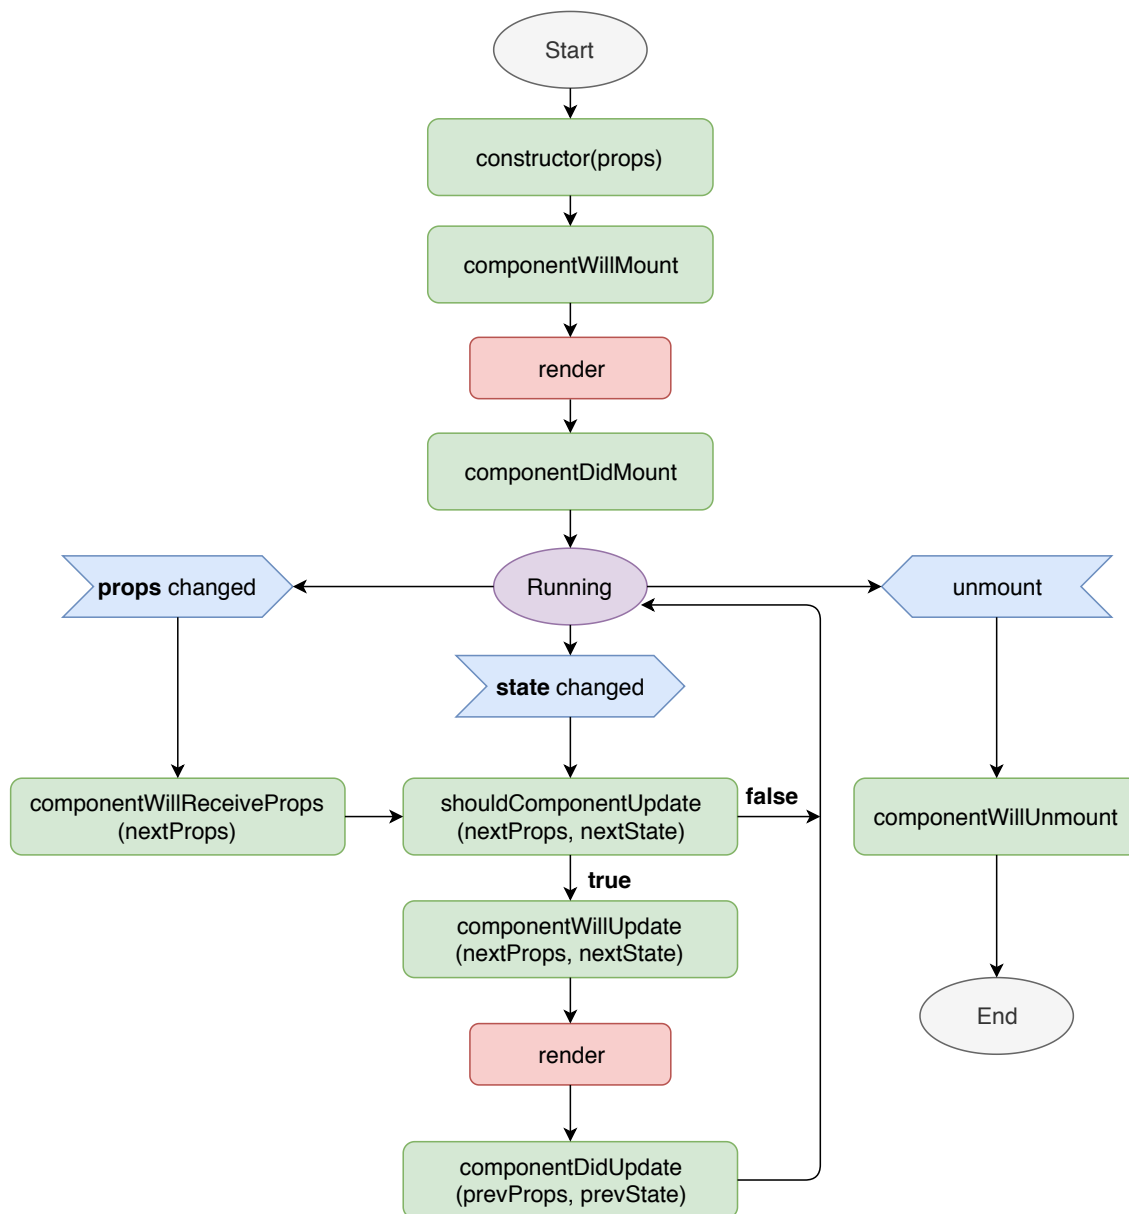 Start
constructor(props)
componentWillMount
render
componentDidMount
props changed
Running
unmount
state changed
componentWillReceiveProps
(nextProps)
shouldComponentUpdate
(nextProps, nextState)
false
componentWillUnmount
true
componentWillUpdate
(nextProps, nextState)
End
render
componentDidUpdate
(prevProps, prevState)